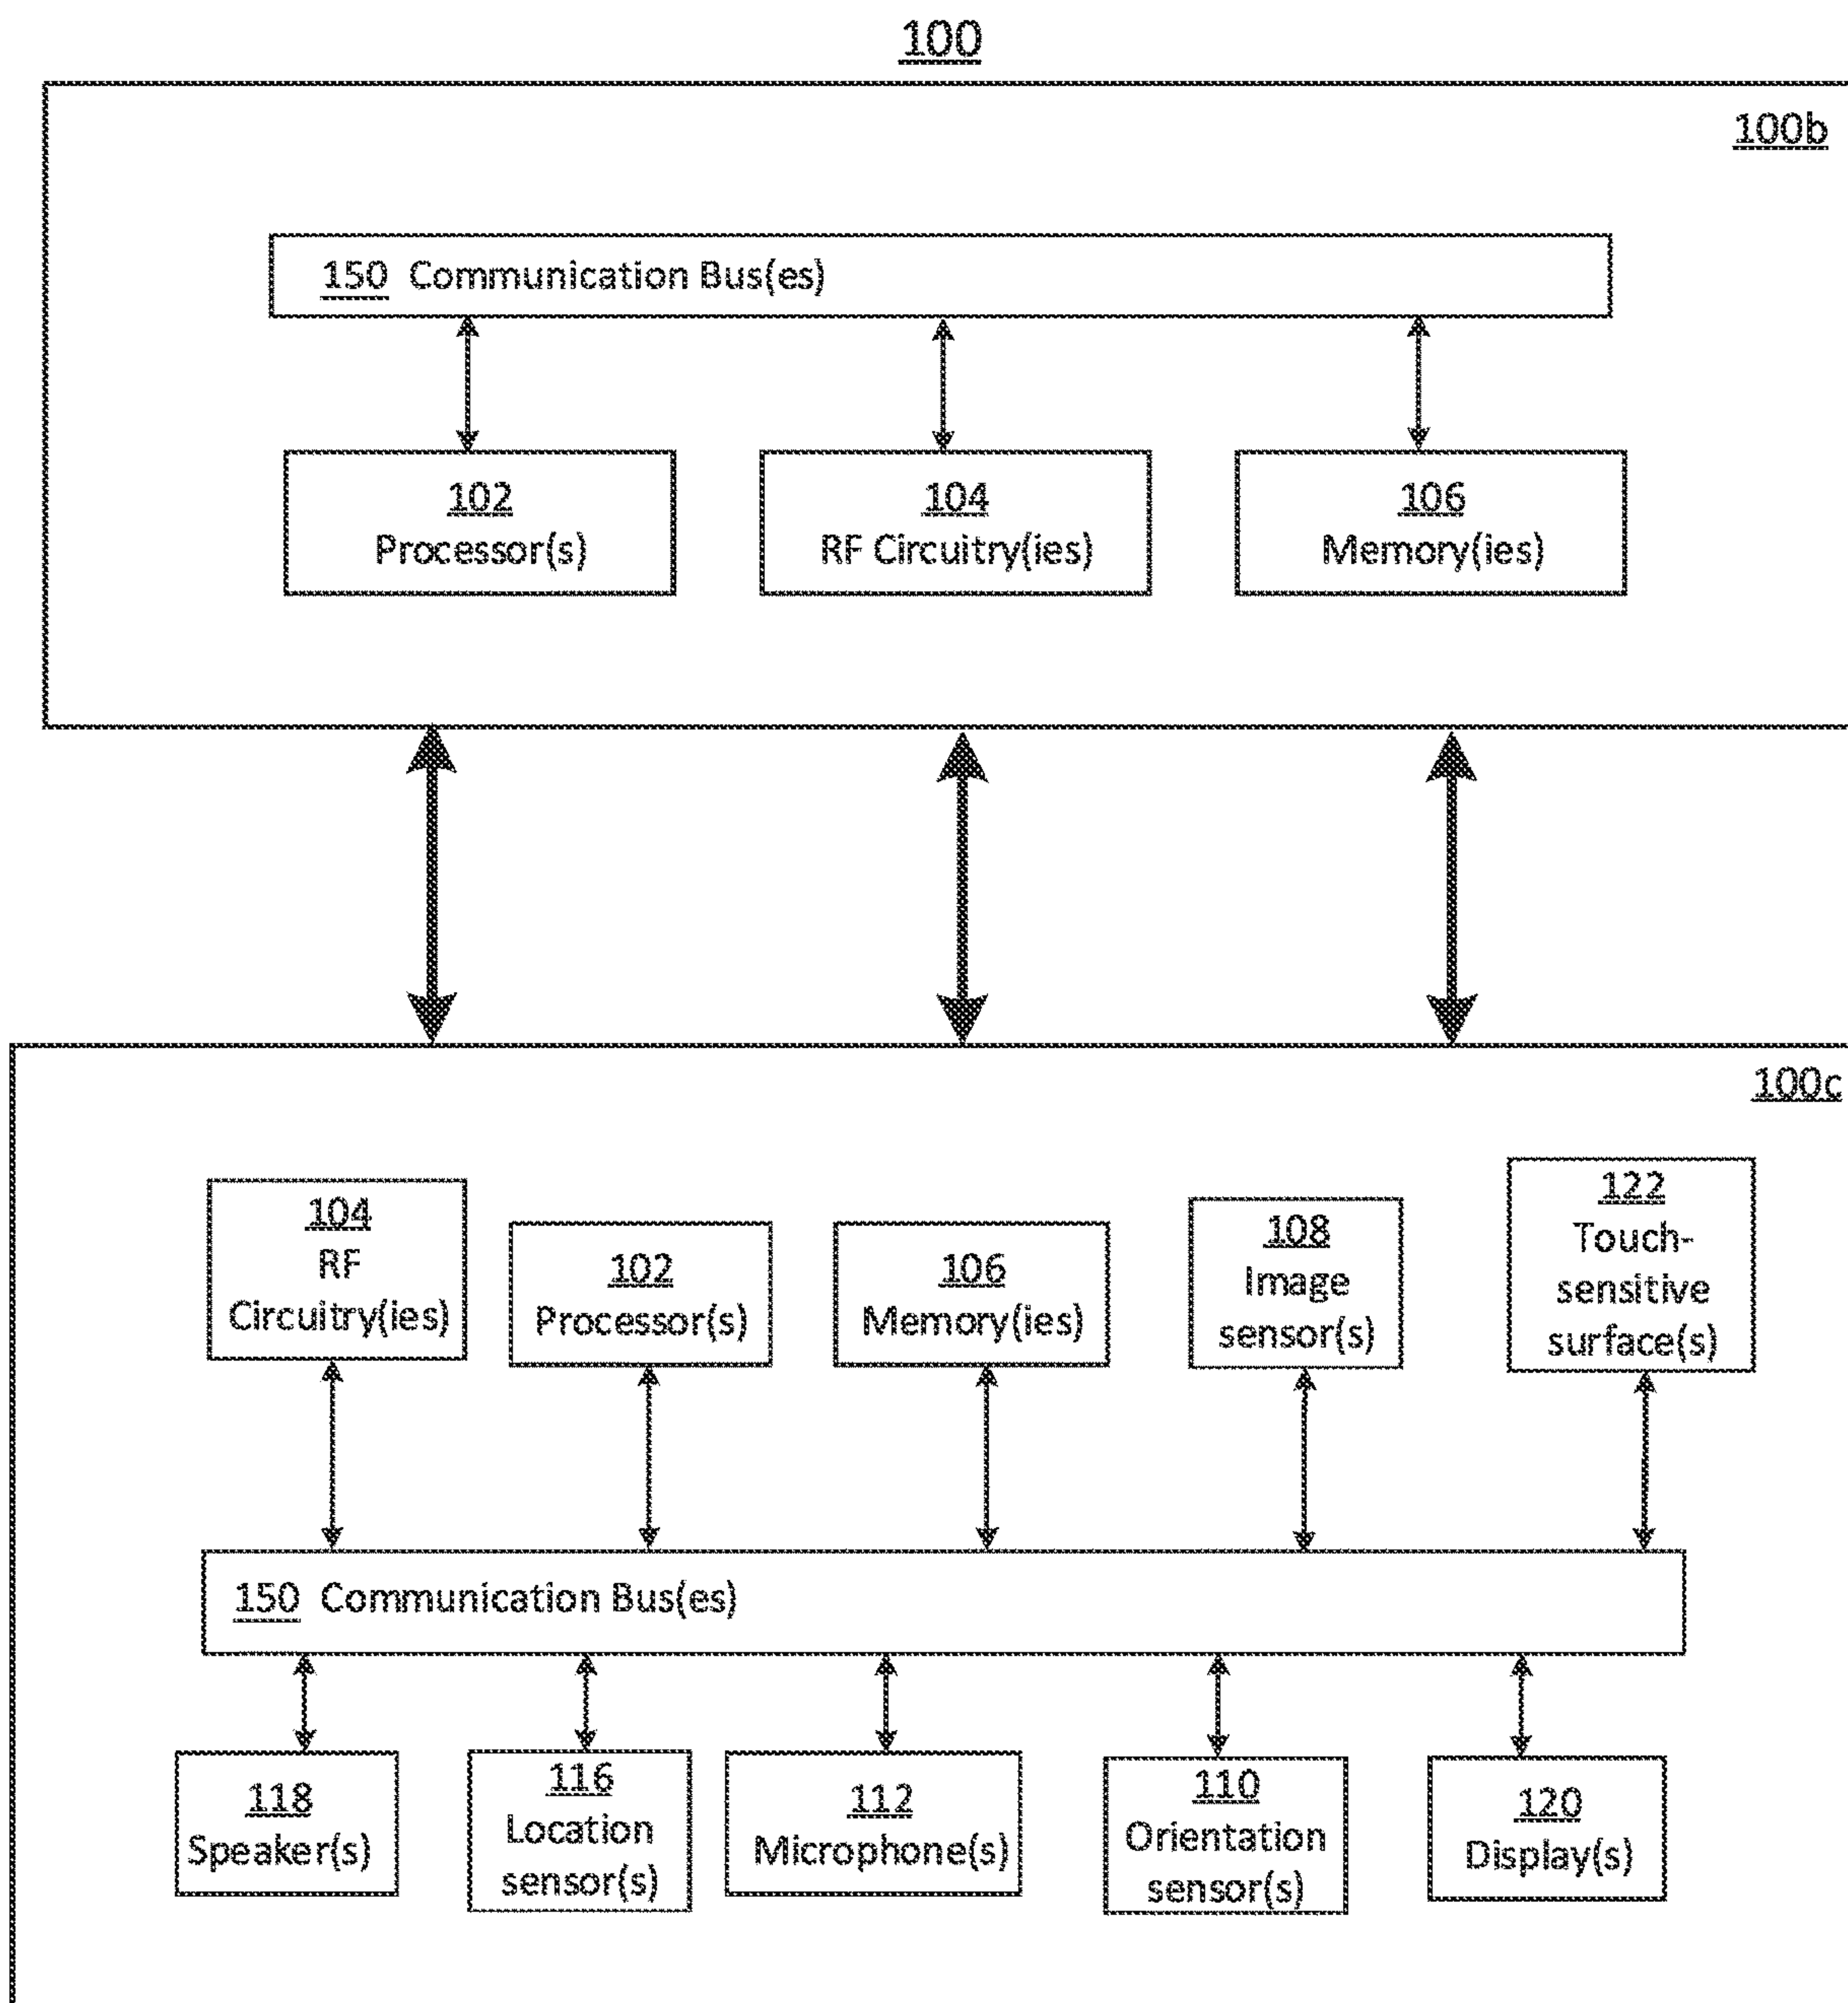 100
100b
150 Communication Bus(es)
102
Processor(s)
104
RF Circuitry(ies)
106
Memory(ies)
100c
104
RF
Circuitry(ies)
102
Processor(s)
106
Memory(ies)
108
Image
sensor(s)
122
Touch-
sensitive
surface(s)
150 Communication Bus(es)
118
Speaker(s)
116
Location
sensor(s)
112
Microphone(s)
110
Orientation
sensor(s)
120
Display(s)